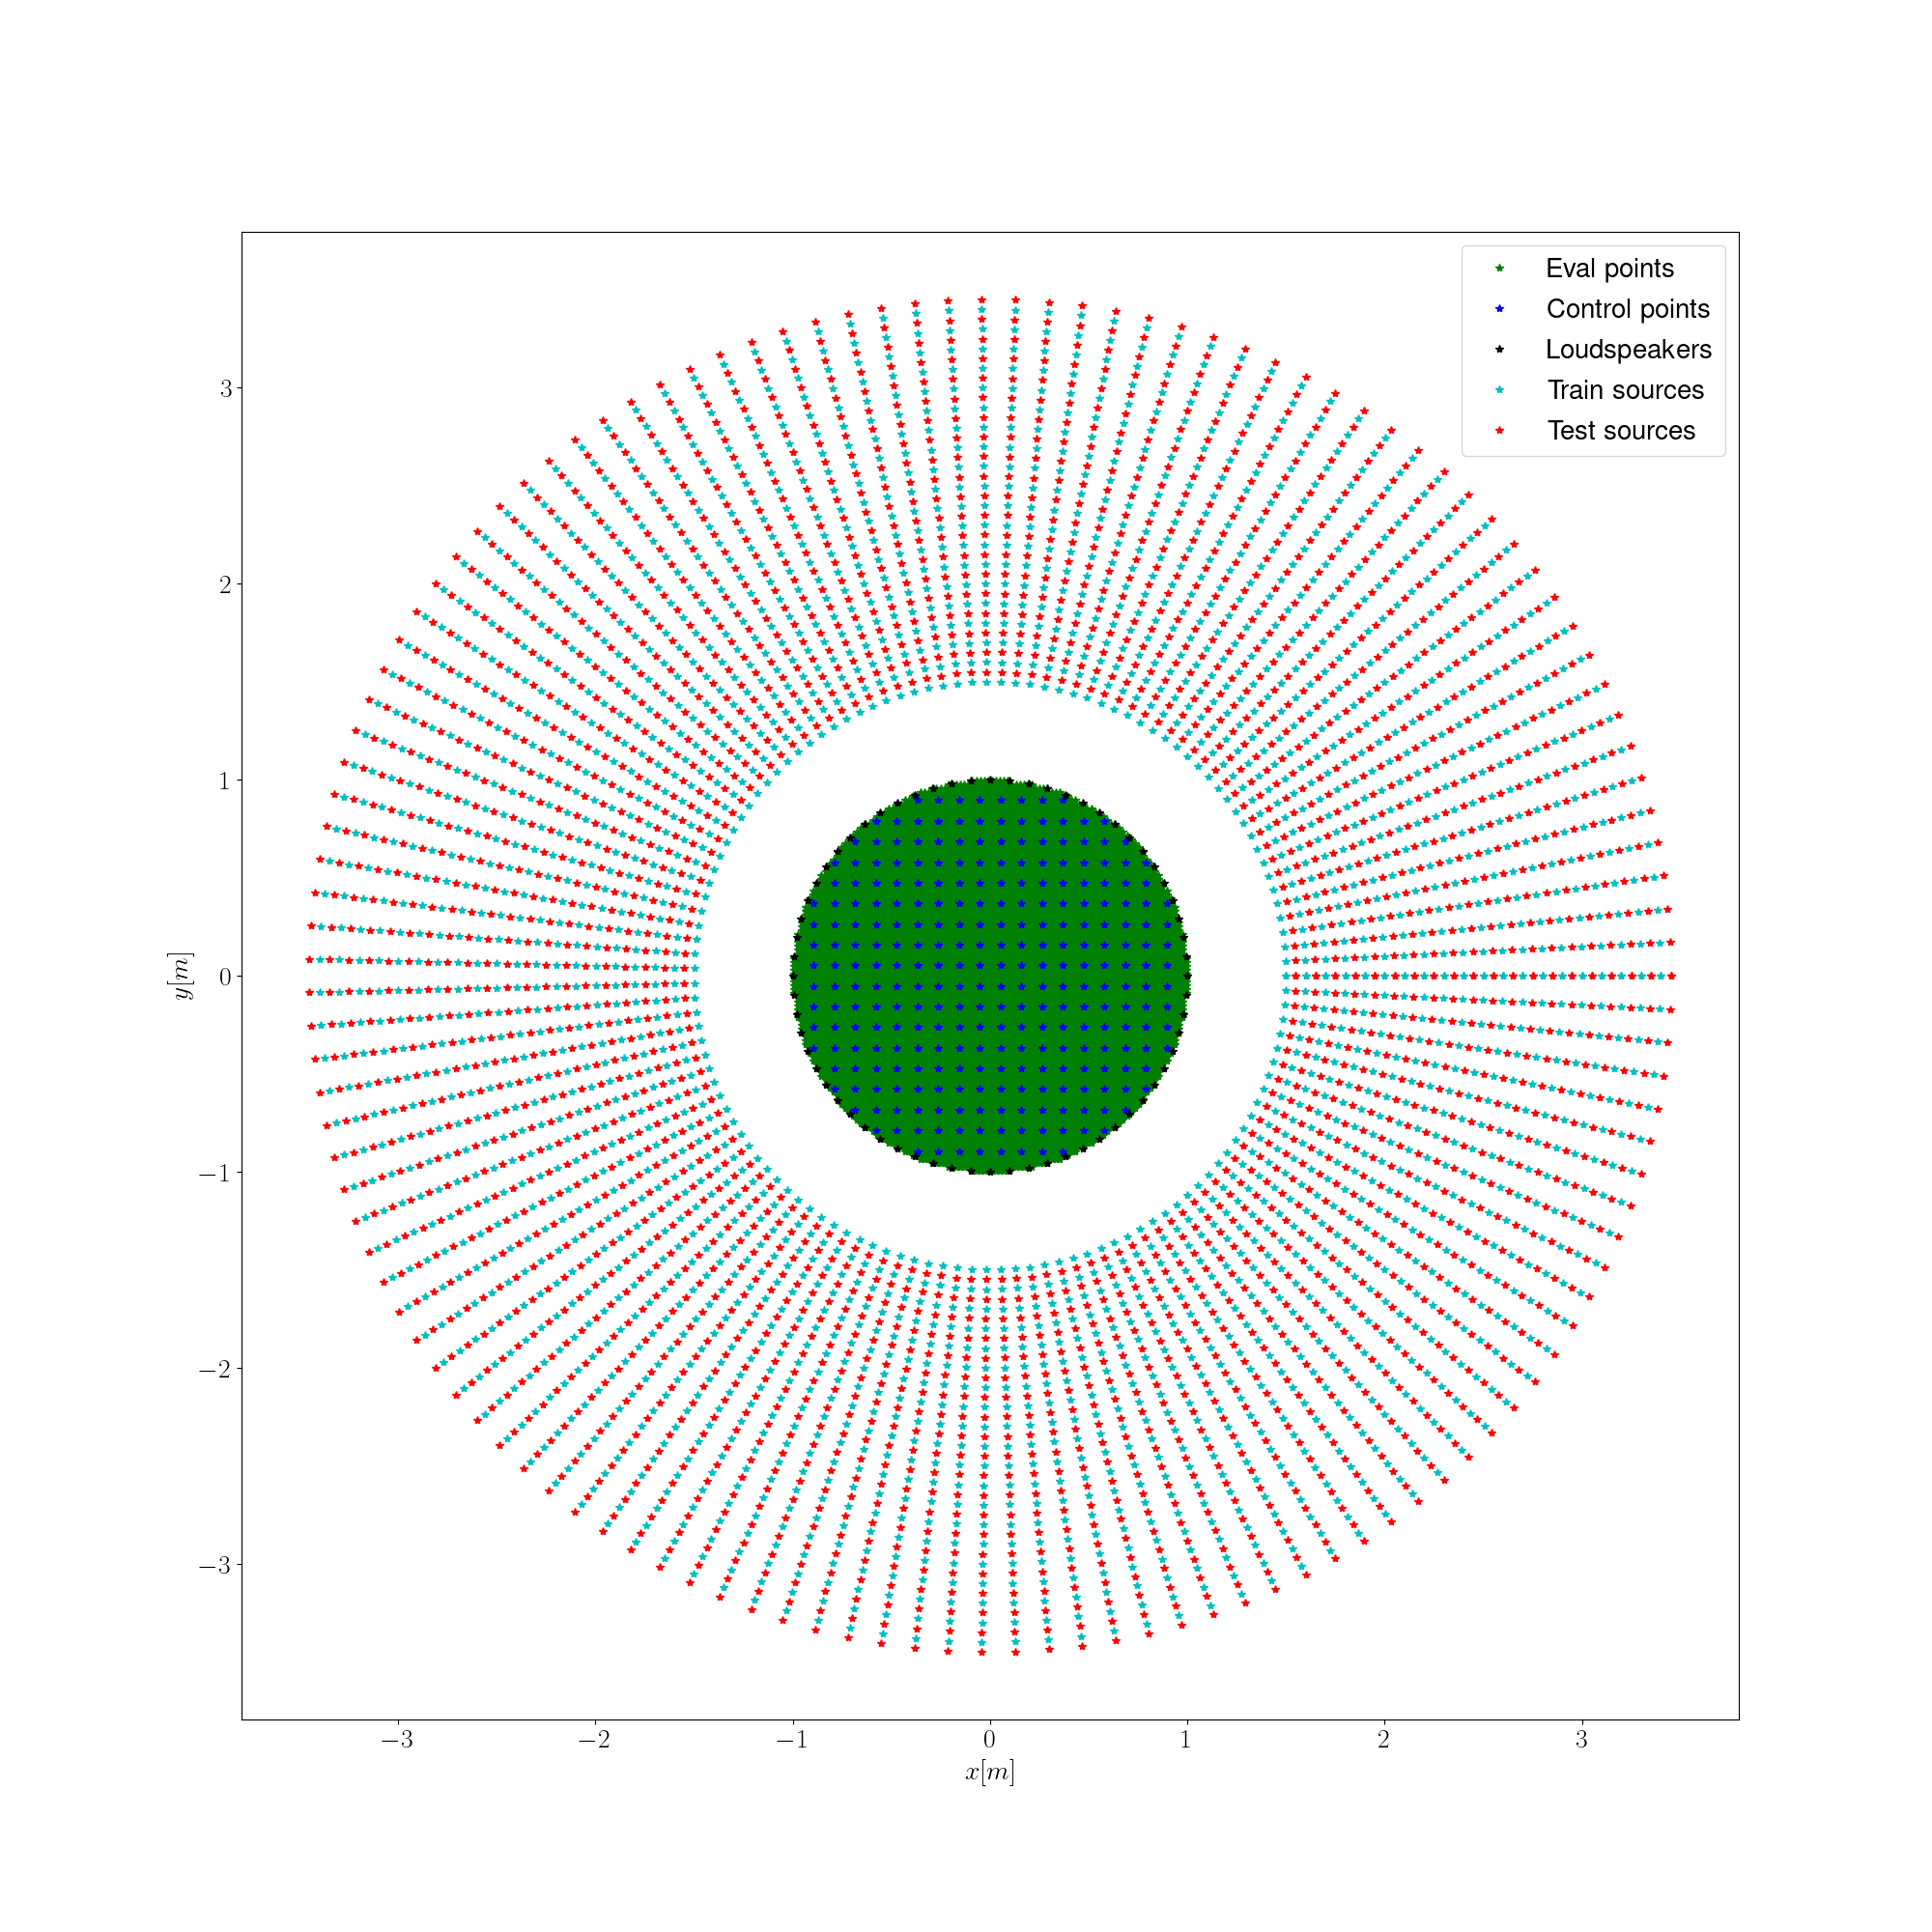 Eval points
Control points
Loudspeakers
Train sources
Test sources
3
2
1
0
−1
−2
−3
y[m]
−3 −2 −1 0 1 2 3
x[m]